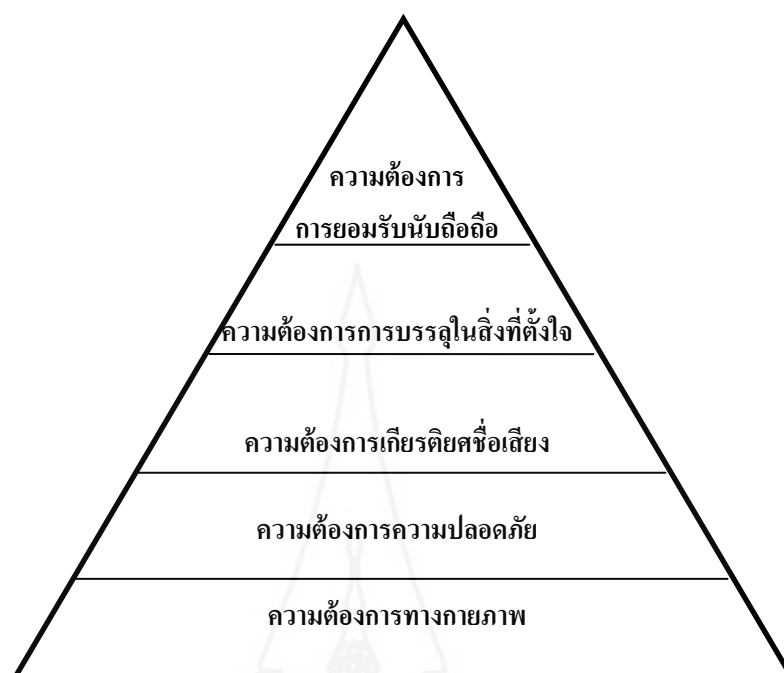 ความต้องการ
การยอมรับนับถือถือ
ความต้องการการบรรลุในสิ่งที่ตั้งใจ
ความต้องการเกียรติยศชื่อเสียง
ความต้องการความปลอดภัย
ความต้องการทางกายภาพ